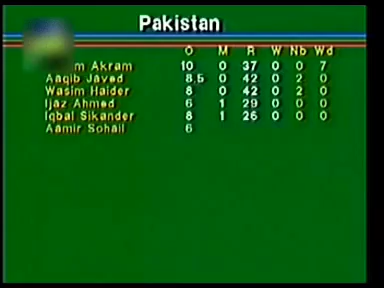 Pakistan
O M R W Nb Wd
m Akram 10 0 37 0 0 7
Aaqib Javed 8.5 0 42 0 2 0
Wasim Haider 8 0 42 0 2 0
Ijaz Ahmed 6 1 29 0 0 0
Iqbal Sikander 8 1 26 0 0 0
Aamir Sohail 6